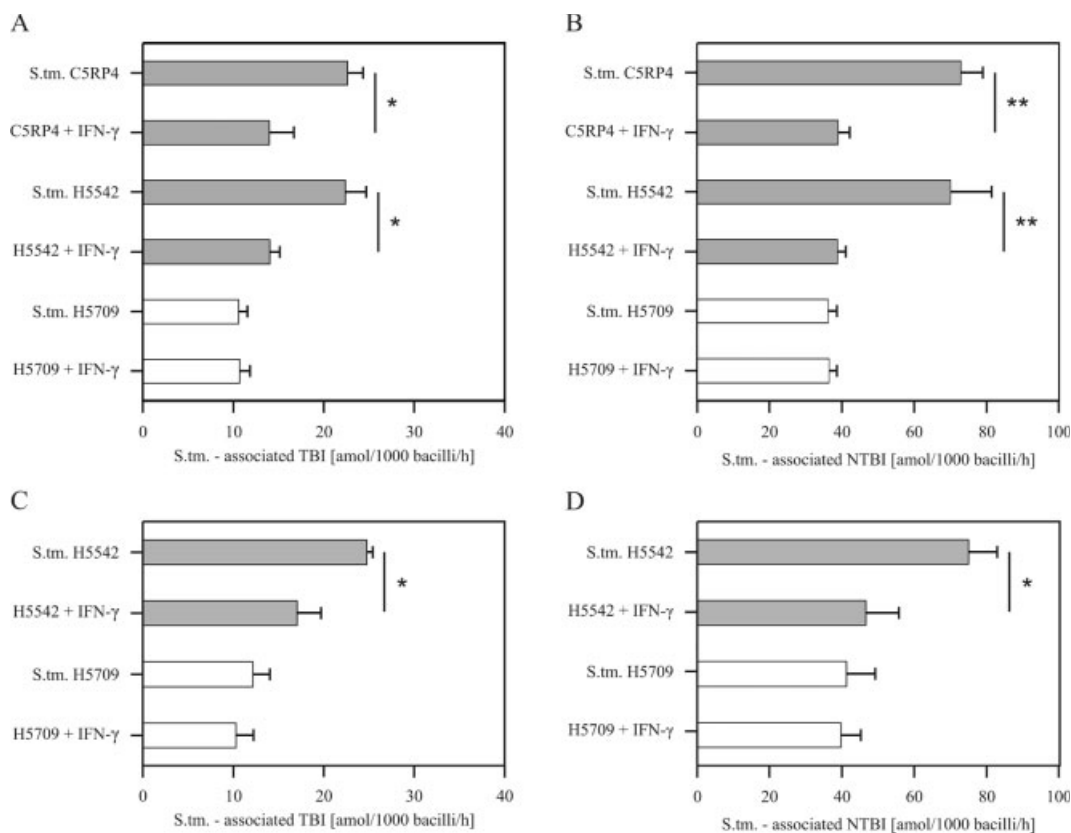 A
S.tm. C5RP4
C5RP4 + IFN-γ
S.tm. H5542
H5542 + IFN-γ
S.tm. H5709
H5709 + IFN-γ
*
*
0 10 20 30 40
S.tm. - associated TBI [amol/1000 bacilli/h]
B
S.tm. C5RP4
C5RP4 + IFN-γ
S.tm. H5542
H5542 + IFN-γ
S.tm. H5709
H5709 + IFN-γ
**
**
0 20 40 60 80 100
S.tm. - associated NTBI [amol/1000 bacilli/h]
C
S.tm. H5542
H5542 + IFN-γ
S.tm. H5709
H5709 + IFN-γ
*
0 10 20 30 40
S.tm. - associated TBI [amol/1000 bacilli/h]
D
S.tm. H5542
H5542 + IFN-γ
S.tm. H5709
H5709 + IFN-γ
*
0 20 40 60 80 100
S.tm. - associated NTBI [amol/1000 bacilli/h]